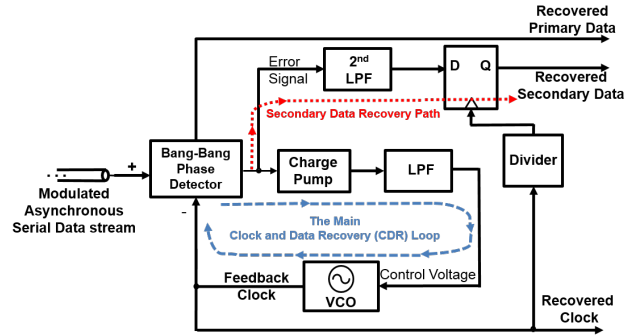 Recovered
Primary Data
Error
Signal
2nd
LPF
D Q
Recovered
Secondary Data
Secondary Data Recovery Path
Bang-Bang
Phase
Detector
+
-
Charge
Pump
LPF
Divider
Modulated
Asynchronous
Serial Data stream
The Main
Clock and Data Recovery (CDR) Loop
Feedback
Clock
VCO
Control Voltage
Recovered
Clock